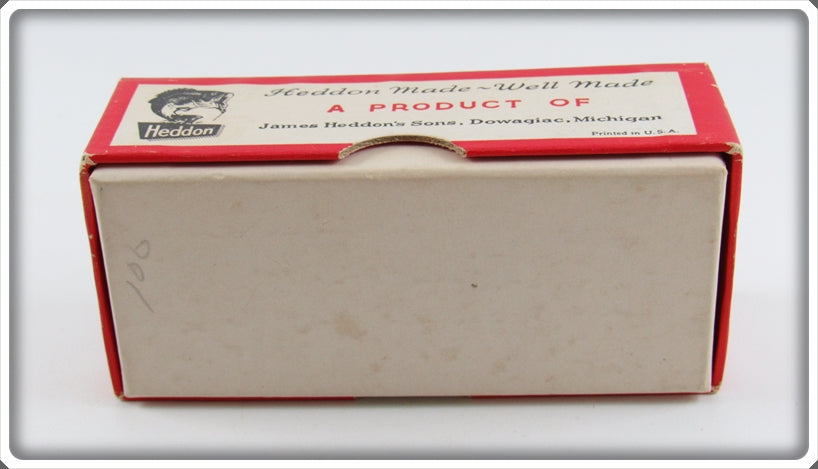 Heddon Made ~ Well Made
A PRODUCT OF
Heddon
James Heddon's Sons, Dowagiac, Michigan
Printed in U.S.A.
100